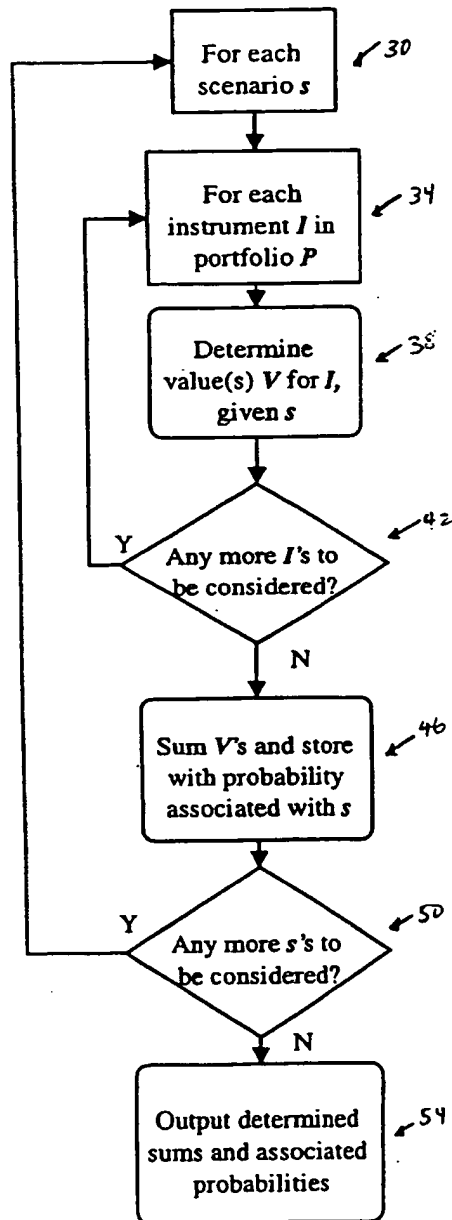 For each
scenario s
30
For each
instrument I in
portfolio P
34
Determine
value(s) V for I,
given s
38
Y
Any more I's to
be considered?
42
N
Sum V's and store
with probability
associated with s
46
Y
Any more s's to
be considered?
50
N
Output determined
sums and associated
probabilities
54